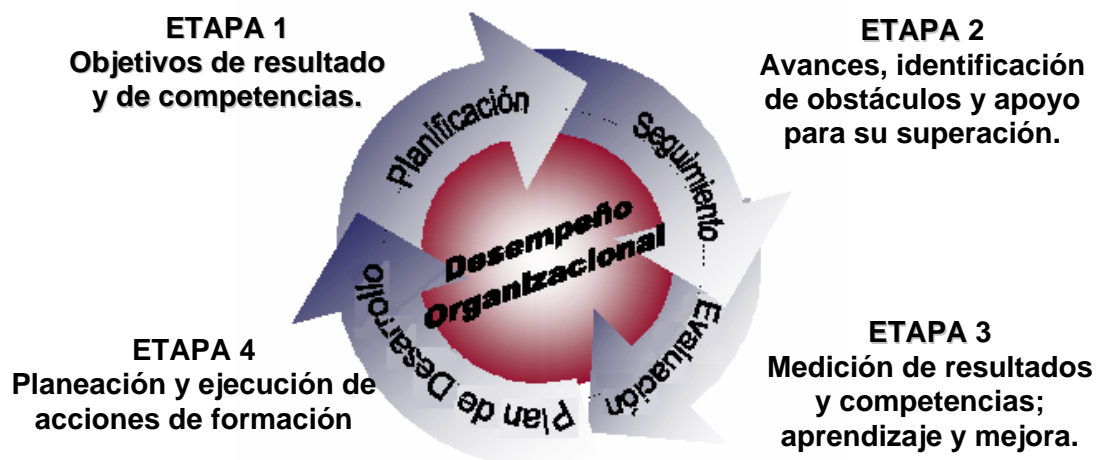 ETAPA 1
Objetivos de resultado
y de competencias.
ETAPA 2
Avances, identificación
de obstáculos y apoyo
para su superación.
Planificación
Seguimiento
Desempeño
Organizacional
Evaluación
Plan de Desarrollo
ETAPA 3
Medición de resultados
y competencias;
aprendizaje y mejora.
ETAPA 4
Planeación y ejecución de
acciones de formación